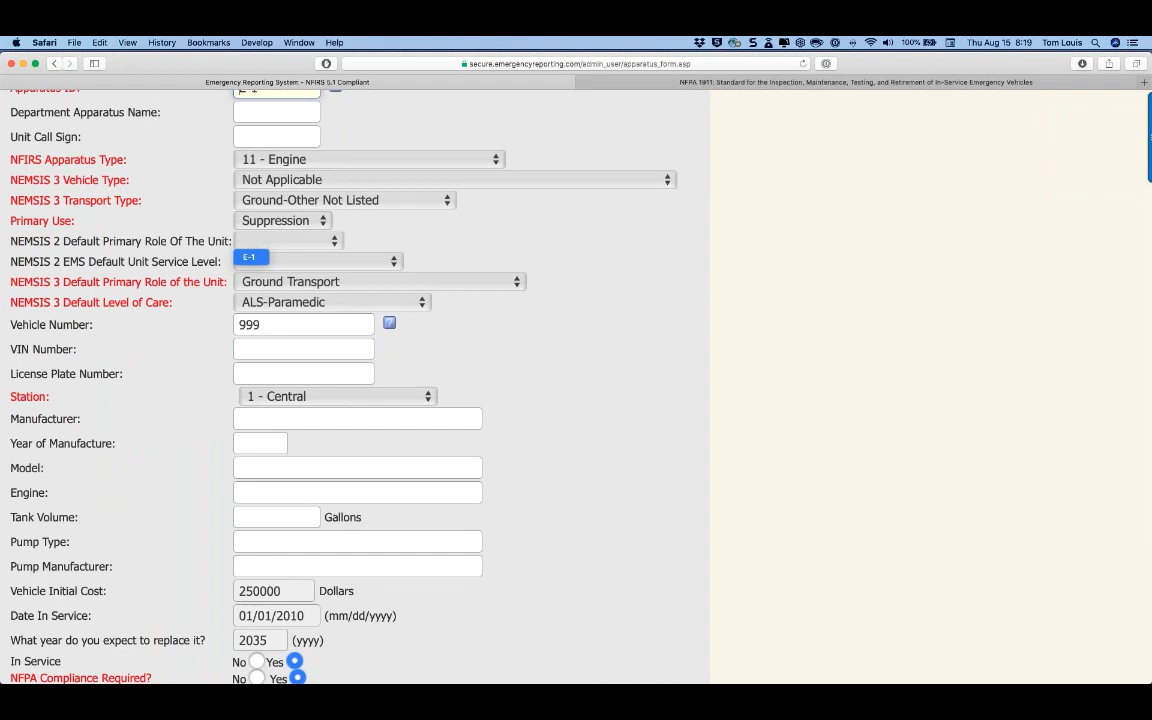 Safari File Edit View History Bookmarks Develop Window Help 100% Thu Aug 15 8:19 Tom Louis
secure.emergencyreporting.com/admin_user/apparatus_form.asp
Emergency Reporting System - NFIRS 5.1 Compliant NFPA 1911: Standard for the Inspection, Maintenance, Testing, and Retirement of In-Service Emergency Vehicles
Apparatus ID:
Department Apparatus Name:
Unit Call Sign:
NFIRS Apparatus Type: 11 - Engine
NEMSIS 3 Vehicle Type: Not Applicable
NEMSIS 3 Transport Type: Ground-Other Not Listed
Primary Use: Suppression
NEMSIS 2 Default Primary Role Of The Unit:
E-1
NEMSIS 2 EMS Default Unit Service Level:
NEMSIS 3 Default Primary Role of the Unit: Ground Transport
NEMSIS 3 Default Level of Care: ALS-Paramedic
Vehicle Number: 999 ?
VIN Number:
License Plate Number:
Station: 1 - Central
Manufacturer:
Year of Manufacture:
Model:
Engine:
Tank Volume: Gallons
Pump Type:
Pump Manufacturer:
Vehicle Initial Cost: 250000 Dollars
Date In Service: 01/01/2010 (mm/dd/yyyy)
What year do you expect to replace it? 2035 (yyyy)
In Service No Yes
NFPA Compliance Required? No Yes